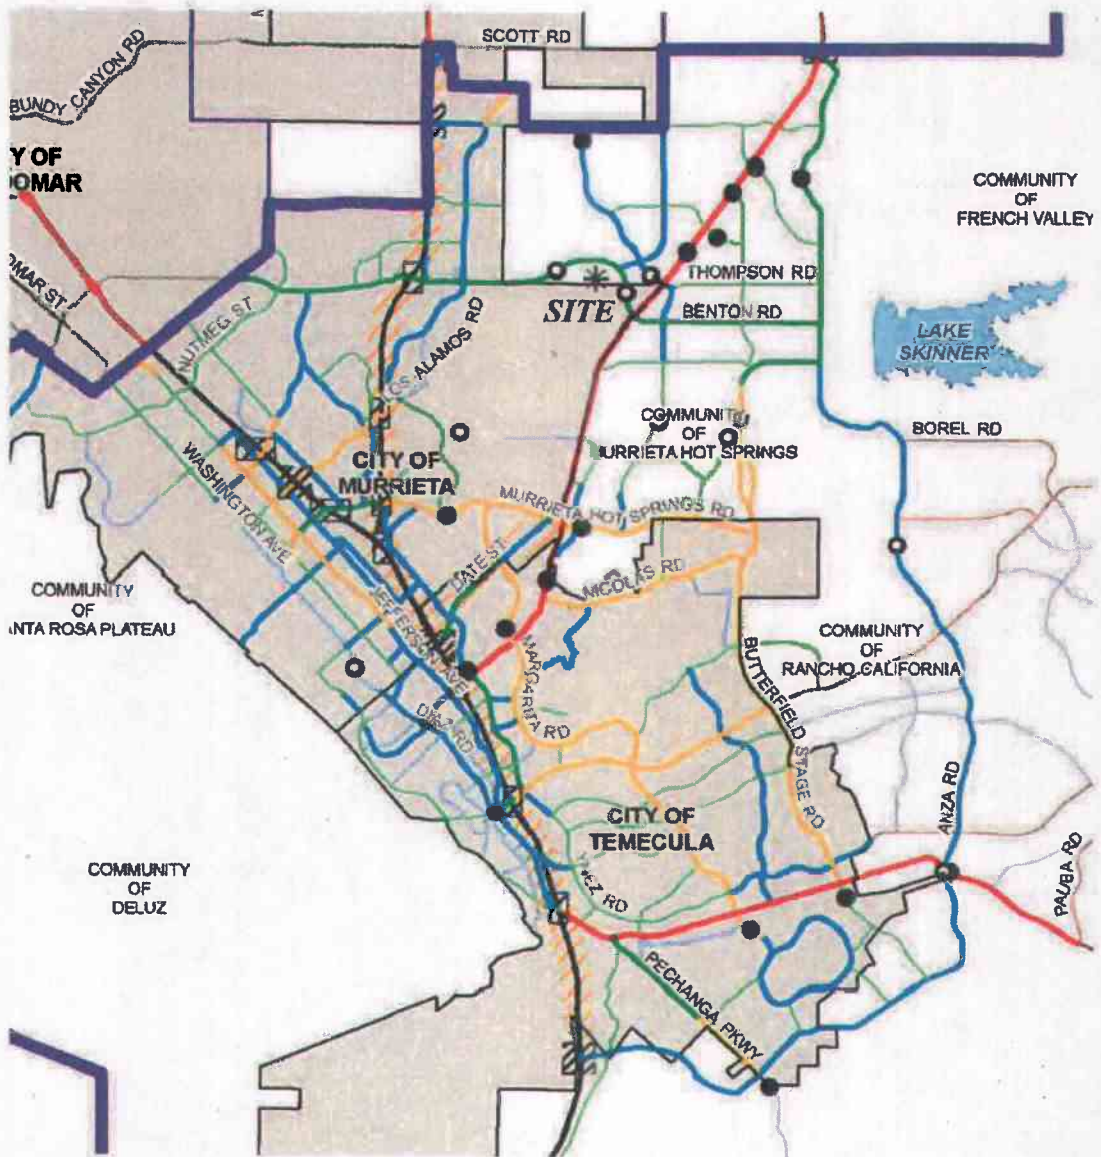 SCOTT RD
BUNDY CANYON RD
Y OF
OMAR
COMMUNITY
OF
FRENCH VALLEY
THOMPSON RD
OMAR ST
SITE
BENTON RD
NUTMEG ST
LOS ALAMOS RD
LAKE
SKINNER
COMMUNITY
OF
MURRIETA HOT SPRINGS
BOREL RD
CITY OF
MURRIETA
WASHINGTON AVE
MURRIETA HOT SPRINGS RD
DATE ST
NICOLAS RD
COMMUNITY
OF
NTA ROSA PLATEAU
JEFFERSON AVE
COMMUNITY
OF
RANCHO CALIFORNIA
MARGARITA RD
BUTTERFIELD STAGE RD
DIAZ RD
ANZA RD
CITY OF
TEMECULA
COMMUNITY
OF
DELUZ
YNEZ RD
PAUBA RD
PECHANGA PKWY